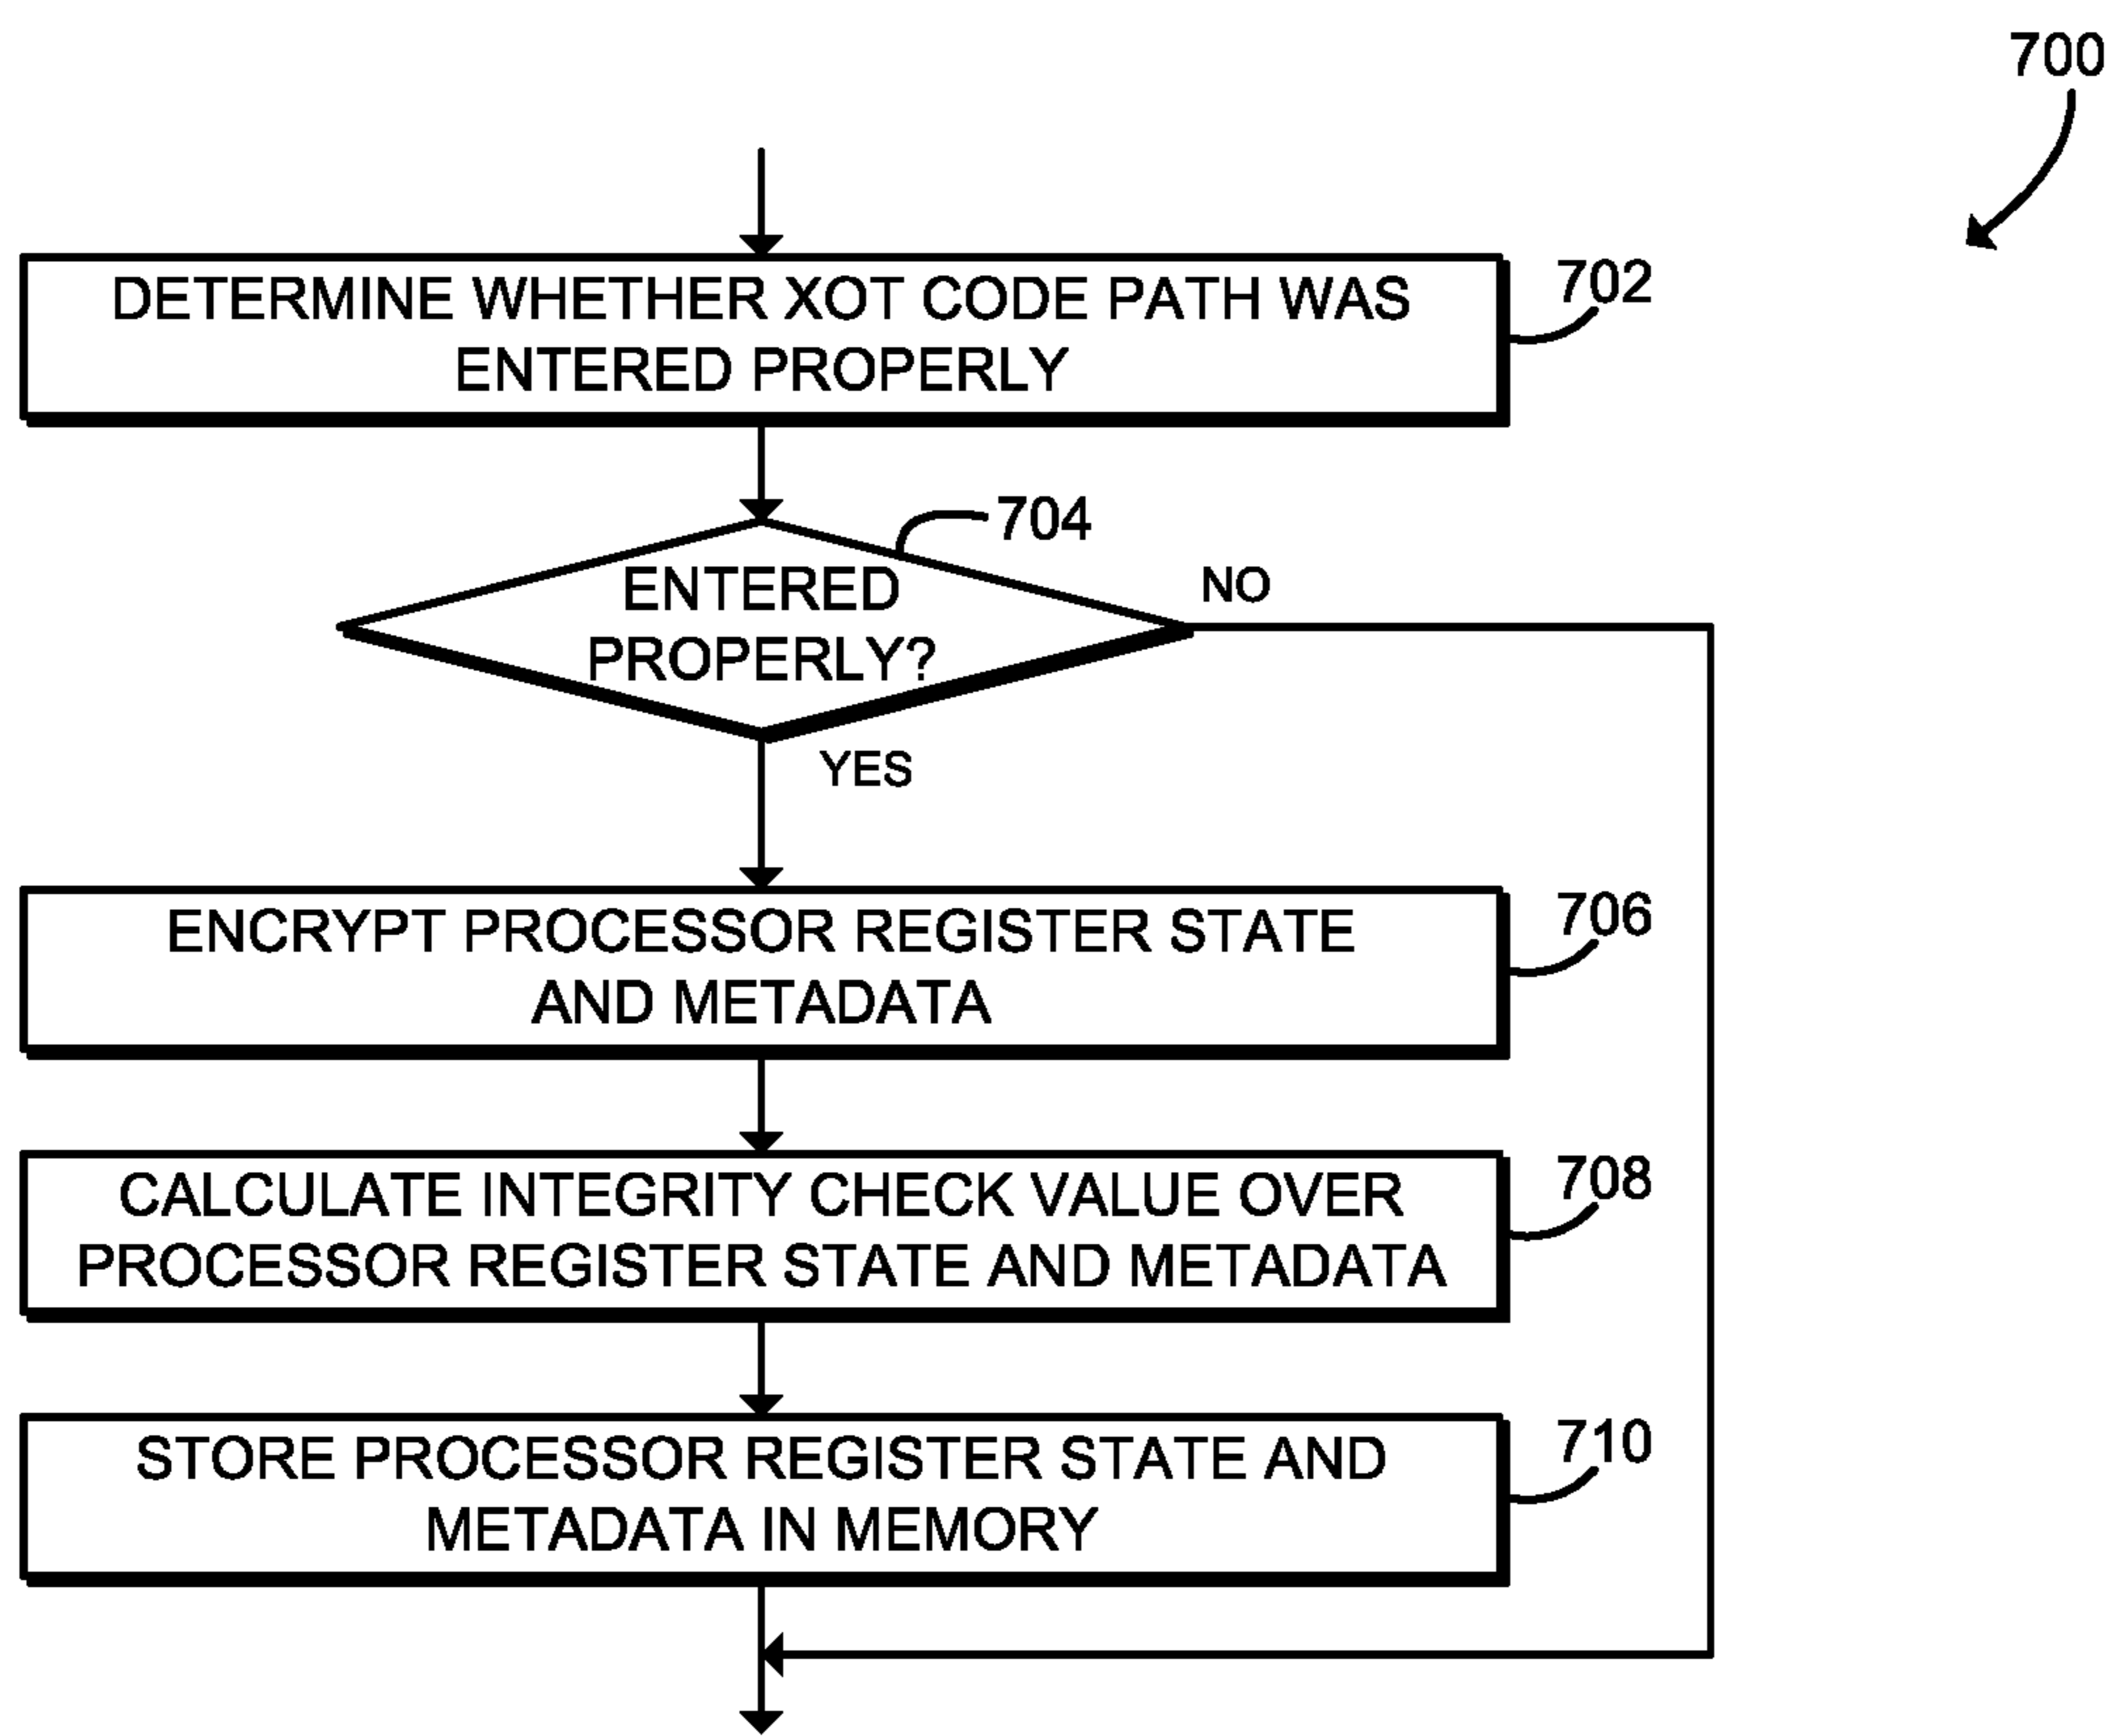 700
DETERMINE WHETHER XOT CODE PATH WAS
ENTERED PROPERLY
702
704
ENTERED
PROPERLY?
NO
YES
ENCRYPT PROCESSOR REGISTER STATE
AND METADATA
706
CALCULATE INTEGRITY CHECK VALUE OVER
PROCESSOR REGISTER STATE AND METADATA
708
STORE PROCESSOR REGISTER STATE AND
METADATA IN MEMORY
710